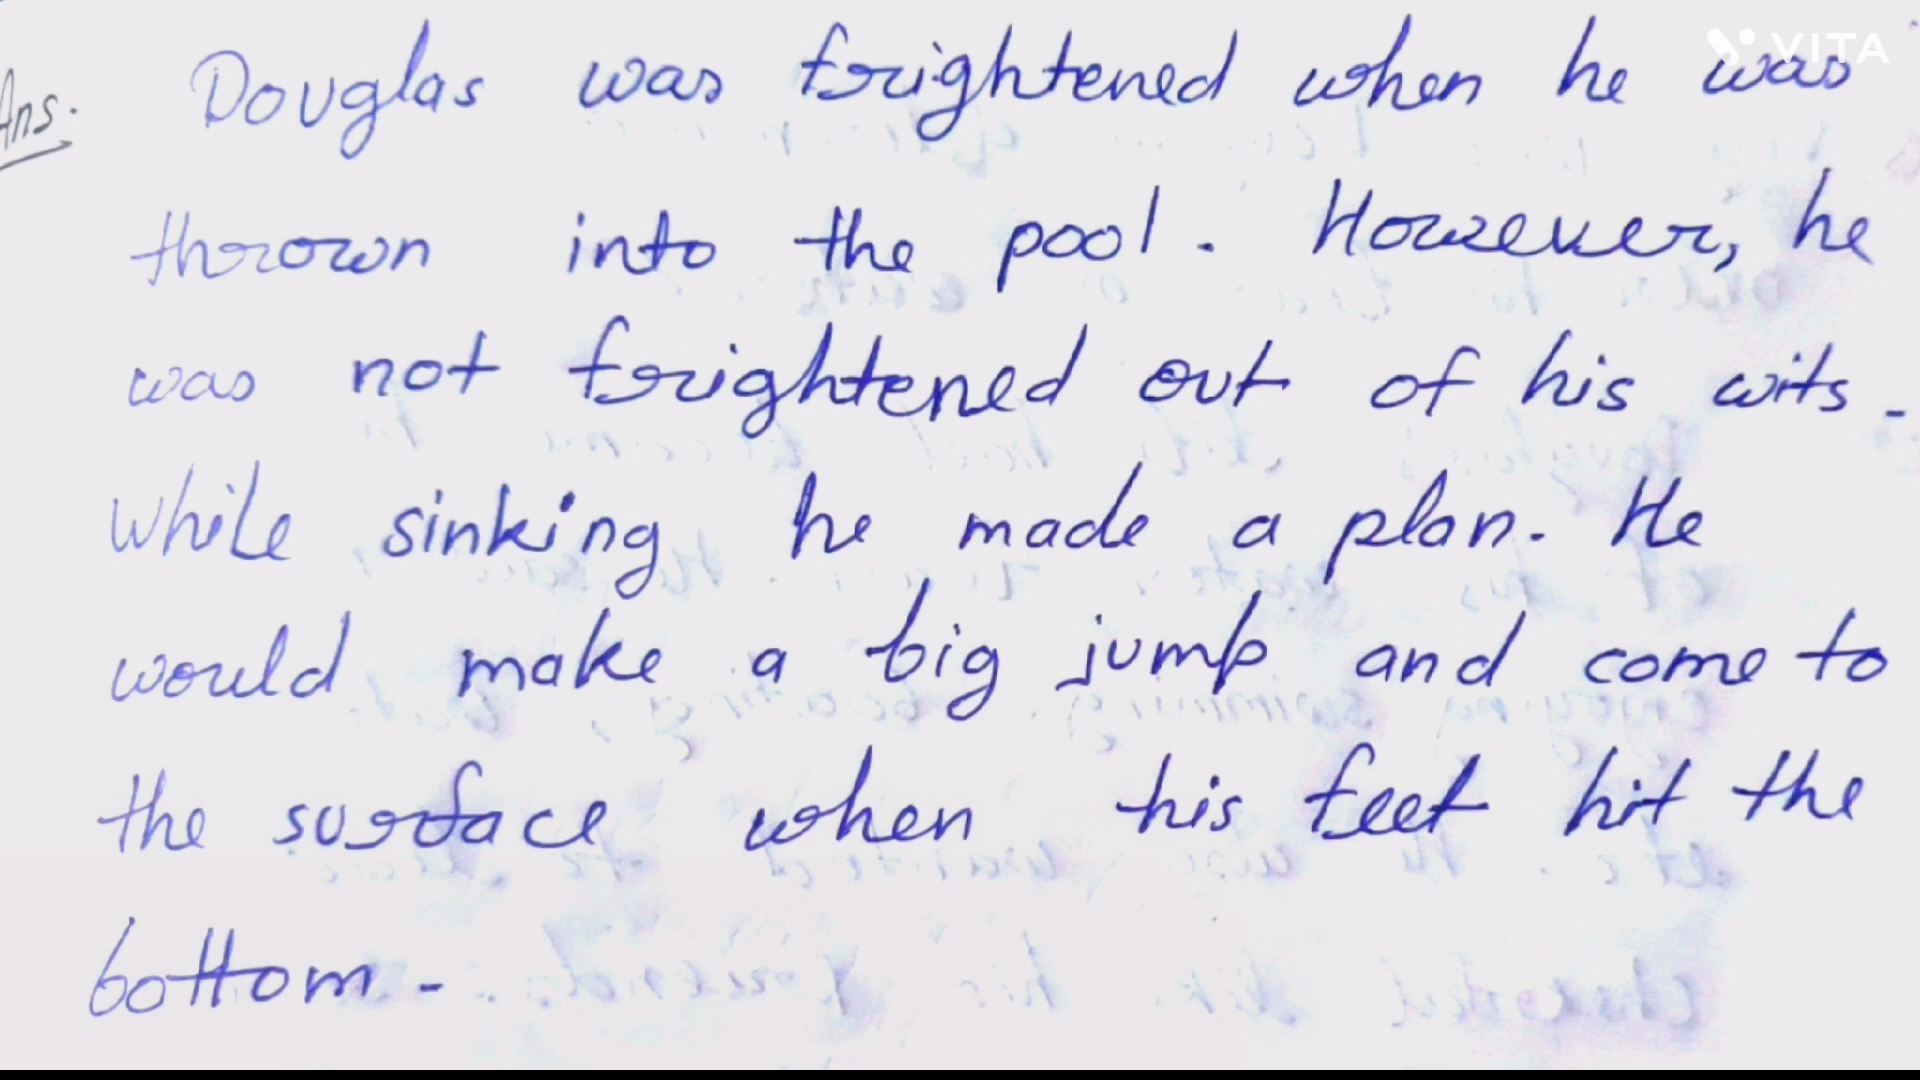 VITA
Ans. Douglas was frightened when he was
thrown into the pool. However, he
was not frightened out of his wits.
While sinking he made a plan. He
would make a big jump and come to
the surface when his feet hit the
bottom.